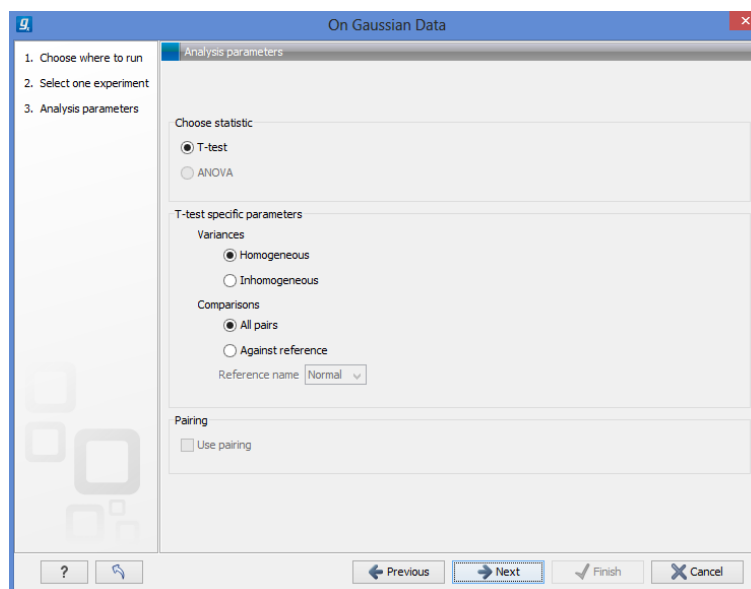 g.
On Gaussian Data
1. Choose where to run
2. Select one experiment
3. Analysis parameters
Analysis parameters
Choose statistic
T-test
ANOVA
T-test specific parameters
Variances
Homogeneous
Inhomogeneous
Comparisons
All pairs
Against reference
Reference name Normal
Pairing
Use pairing
? Previous Next Finish Cancel